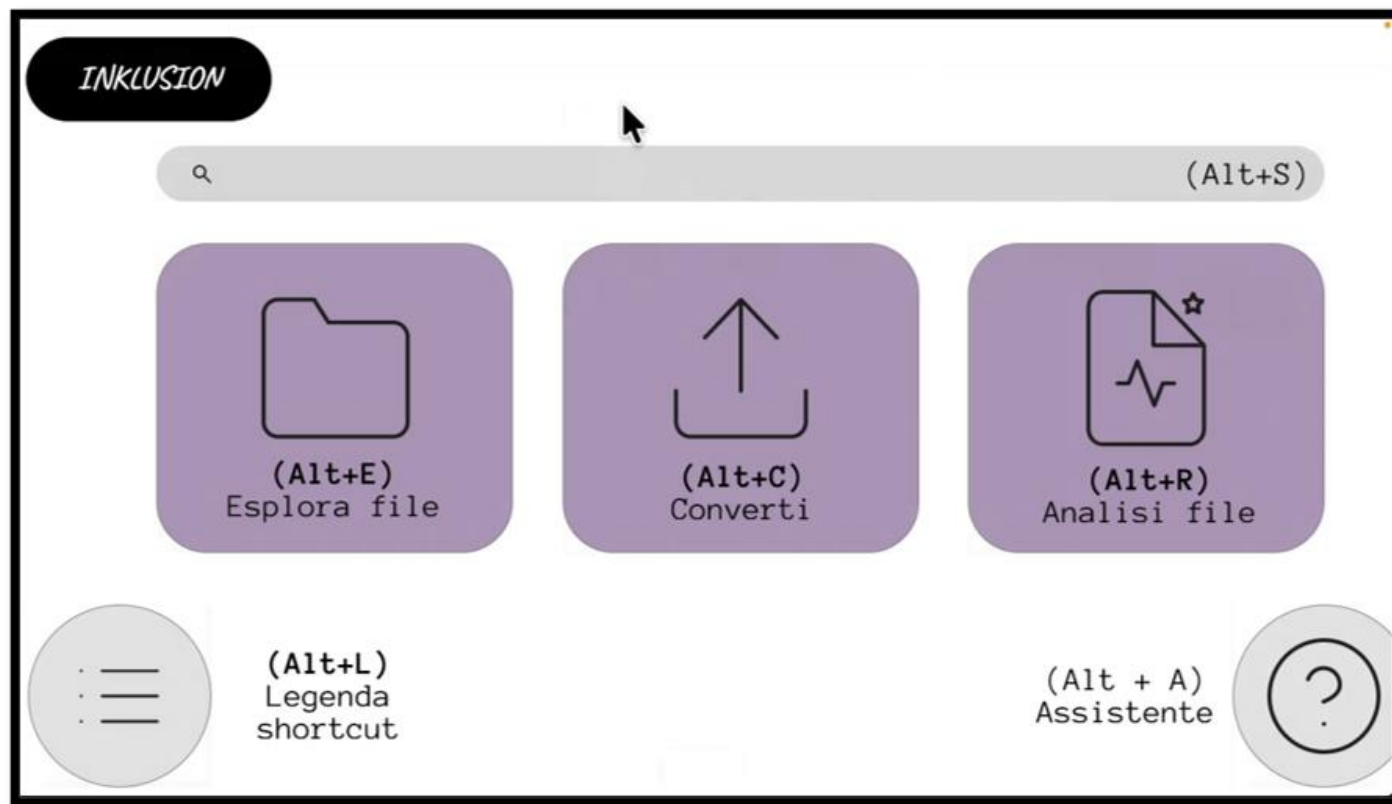 INKLUSION
(Alt+S)
(Alt+E)
Esplora file
(Alt+C)
Converti
(Alt+R)
Analisi file
(Alt+L)
Legenda
shortcut
(Alt + A)
Assistente